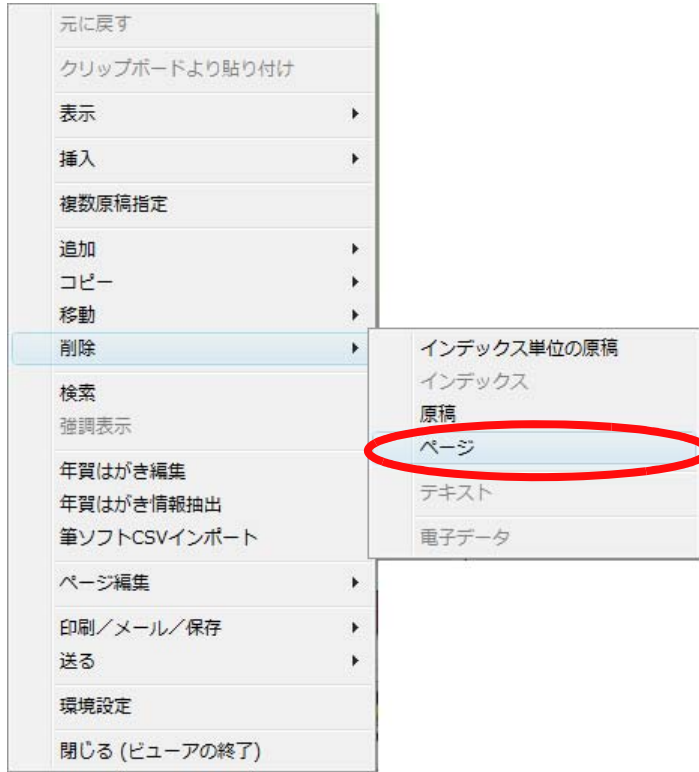 元に戻す
クリップボードより貼り付け
表示
挿入
複数原稿指定
追加
コピー
移動
削除
検索
強調表示
年賀はがき編集
年賀はがき情報抽出
筆ソフトCSVインポート
ページ編集
印刷／メール／保存
送る
環境設定
閉じる (ビューアの終了)
インデックス単位の原稿
インデックス
原稿
ページ
テキスト
電子データ